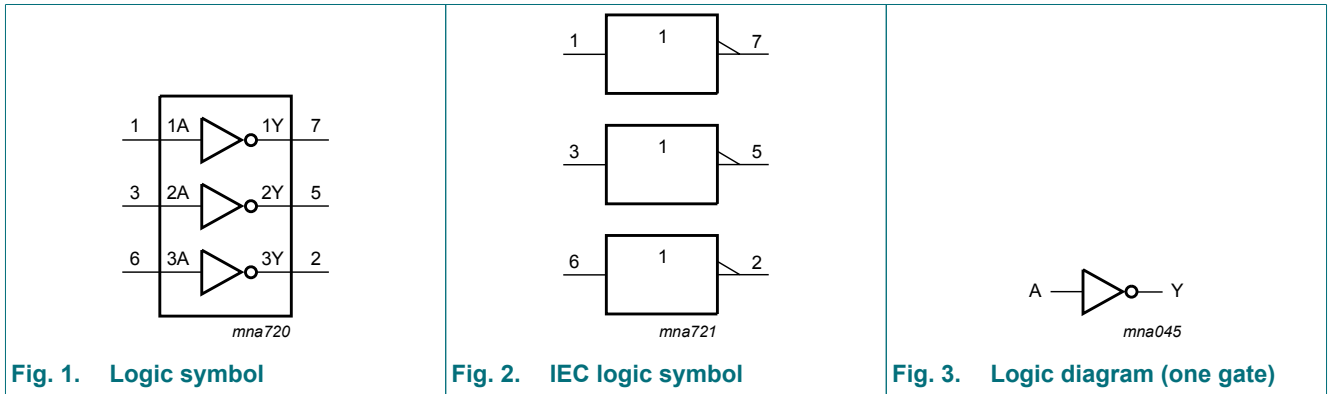 1 1A 1Y 7
3 2A 2Y 5
6 3A 3Y 2
mna720
Fig. 1. Logic symbol
1 1 7
3 1 5
6 1 2
mna721
Fig. 2. IEC logic symbol
A Y
mna045
Fig. 3. Logic diagram (one gate)